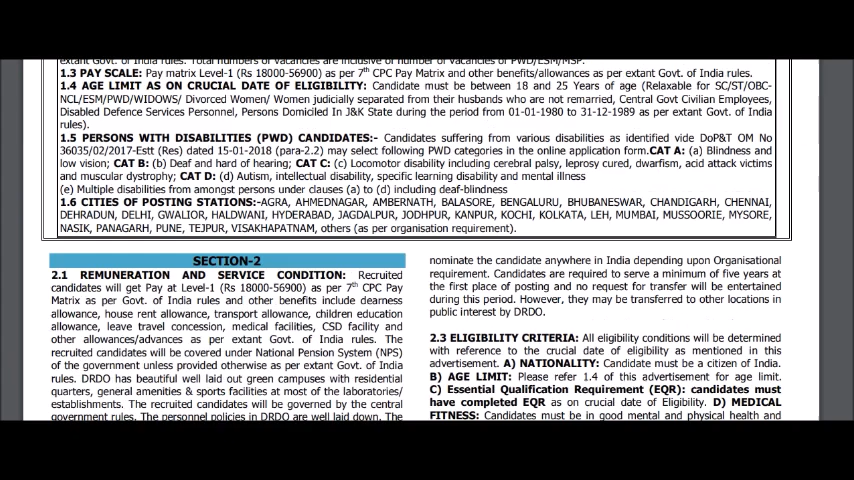 extant Govt. of India rules. Total numbers of vacancies are inclusive of number of vacancies of PWD/ESM/MSP.
1.3 PAY SCALE: Pay matrix Level-1 (Rs 18000-56900) as per 7th CPC Pay Matrix and other benefits/allowances as per extant Govt. of India rules.
1.4 AGE LIMIT AS ON CRUCIAL DATE OF ELIGIBILITY: Candidate must be between 18 and 25 Years of age (Relaxable for SC/ST/OBC-
NCL/ESM/PWD/WIDOWS/ Divorced Women/ Women judicially separated from their husbands who are not remarried, Central Govt Civilian Employees,
Disabled Defence Services Personnel, Persons Domiciled In J&K State during the period from 01-01-1980 to 31-12-1989 as per extant Govt. of India
rules).
1.5 PERSONS WITH DISABILITIES (PWD) CANDIDATES:- Candidates suffering from various disabilities as identified vide DoP&T OM No
36035/02/2017-Estt (Res) dated 15-01-2018 (para-2.2) may select following PWD categories in the online application form.CAT A: (a) Blindness and
low vision; CAT B: (b) Deaf and hard of hearing; CAT C: (c) Locomotor disability including cerebral palsy, leprosy cured, dwarfism, acid attack victims
and muscular dystrophy; CAT D: (d) Autism, intellectual disability, specific learning disability and mental illness
(e) Multiple disabilities from amongst persons under clauses (a) to (d) including deaf-blindness
1.6 CITIES OF POSTING STATIONS:-AGRA, AHMEDNAGAR, AMBERNATH, BALASORE, BENGALURU, BHUBANESWAR, CHANDIGARH, CHENNAI,
DEHRADUN, DELHI, GWALIOR, HALDWANI, HYDERABAD, JAGDALPUR, JODHPUR, KANPUR, KOCHI, KOLKATA, LEH, MUMBAI, MUSSOORIE, MYSORE,
NASIK, PANAGARH, PUNE, TEJPUR, VISAKHAPATNAM, others (as per organisation requirement).
SECTION-2
2.1 REMUNERATION AND SERVICE CONDITION: Recruited
candidates will get Pay at Level-1 (Rs 18000-56900) as per 7th CPC Pay
Matrix as per Govt. of India rules and other benefits include dearness
allowance, house rent allowance, transport allowance, children education
allowance, leave travel concession, medical facilities, CSD facility and
other allowances/advances as per extant Govt. of India rules. The
recruited candidates will be covered under National Pension System (NPS)
of the government unless provided otherwise as per extant Govt. of India
rules. DRDO has beautiful well laid out green campuses with residential
quarters, general amenities & sports facilities at most of the laboratories/
establishments. The recruited candidates will be governed by the central
government rules. The personnel policies in DRDO are well laid down. The
nominate the candidate anywhere in India depending upon Organisational
requirement. Candidates are required to serve a minimum of five years at
the first place of posting and no request for transfer will be entertained
during this period. However, they may be transferred to other locations in
public interest by DRDO.
2.3 ELIGIBILITY CRITERIA: All eligibility conditions will be determined
with reference to the crucial date of eligibility as mentioned in this
advertisement. A) NATIONALITY: Candidate must be a citizen of India.
B) AGE LIMIT: Please refer 1.4 of this advertisement for age limit.
C) Essential Qualification Requirement (EQR): candidates must
have completed EQR as on crucial date of Eligibility. D) MEDICAL
FITNESS: Candidates must be in good mental and physical health and